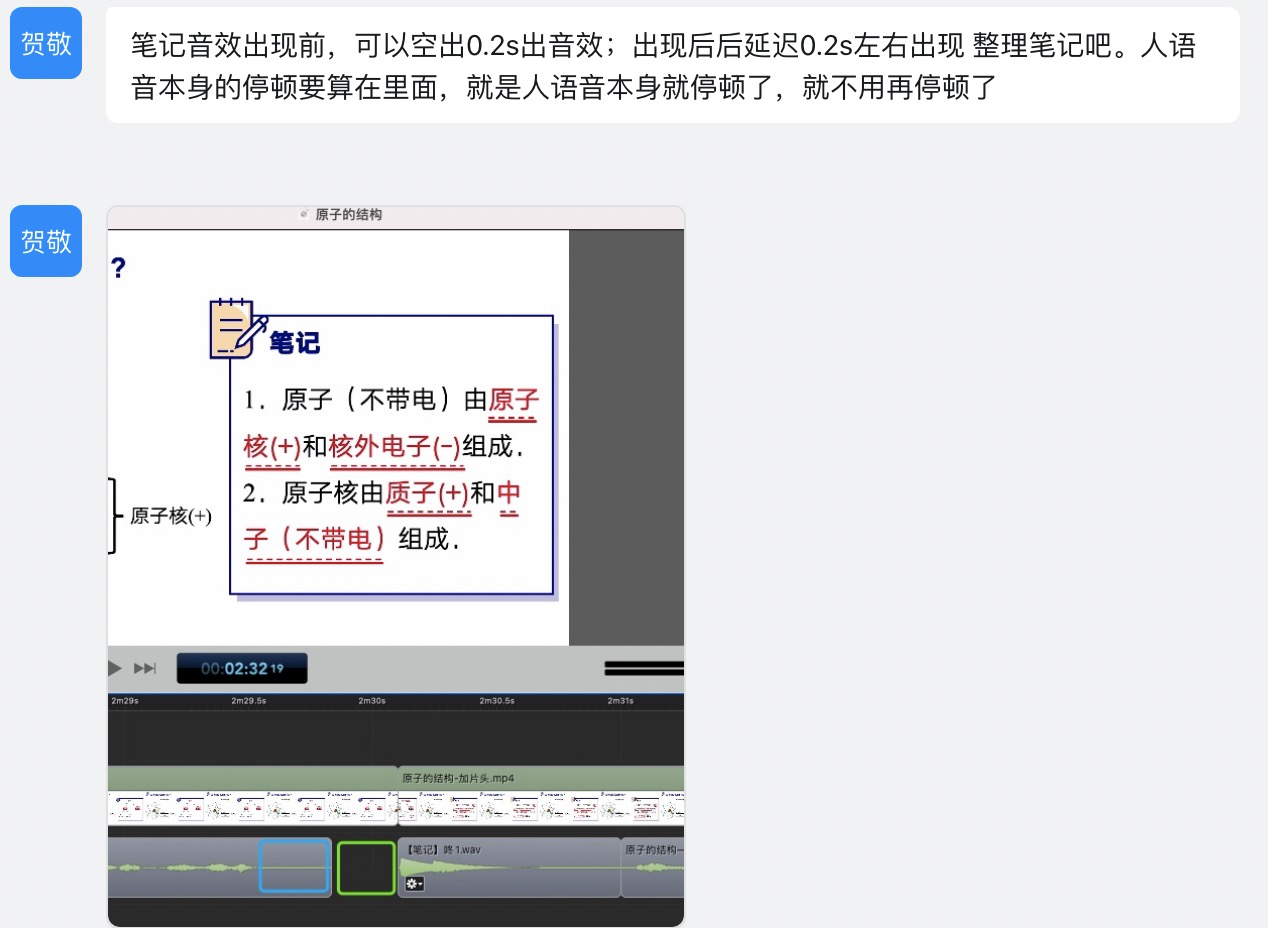 贺敬
笔记音效出现前，可以空出0.2s出音效；出现后后延迟0.2s左右出现 整理笔记吧。人语
音本身的停顿要算在里面，就是人语音本身就停顿了，就不用再停顿了
贺敬
原子的结构
?
笔记
1．原子（不带电）由原子
核(+)和核外电子(-)组成．
2．原子核由质子(+)和中
子（不带电）组成．
原子核(+)
00:02:32 19
2m29s 2m29.5s 2m30s 2m30.5s 2m31s
原子的结构-加片头.mp4
【笔记】咚 1.wav
原子的结构—